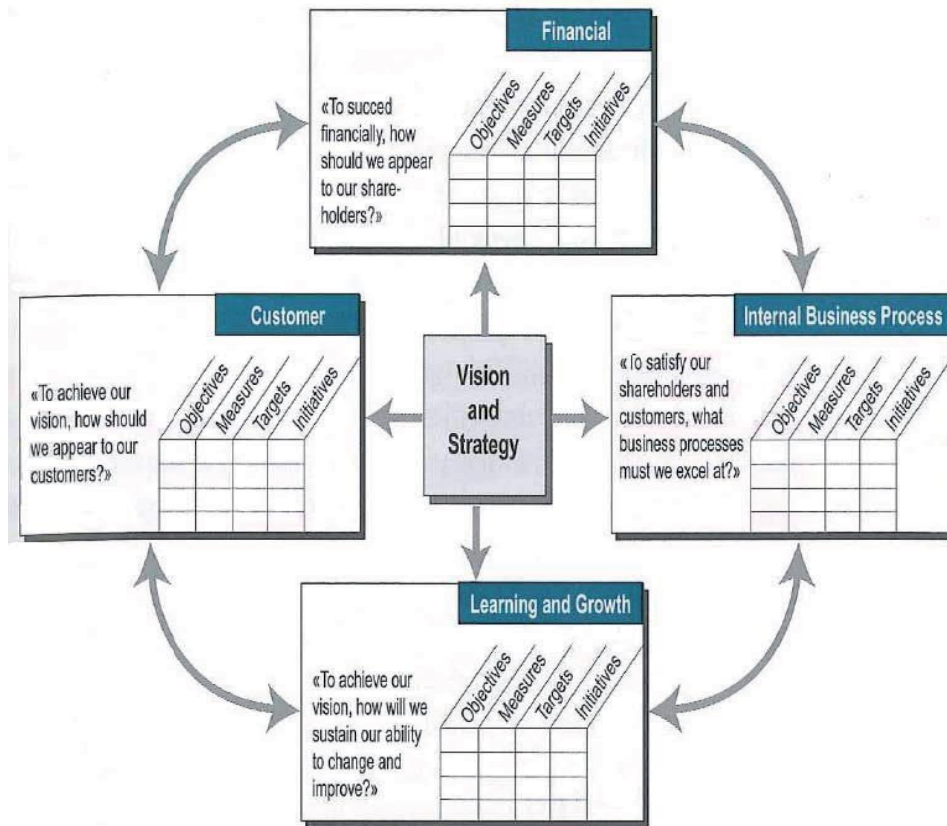 Financial
«To succed
financially, how
should we appear
to our share-
holders?»
Objectives
Measures
Targets
Initiatives
Customer
«To achieve our
vision, how should
we appear to our
customers?»
Objectives
Measures
Targets
Initiatives
Vision
and
Strategy
Internal Business Process
«To satisfy our
shareholders and
customers, what
business processes
must we excel at?»
Objectives
Measures
Targets
Initiatives
Learning and Growth
«To achieve our
vision, how will we
sustain our ability
to change and
improve?»
Objectives
Measures
Targets
Initiatives